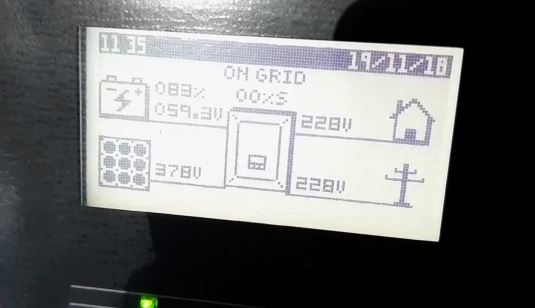 11:35 19/11/18
ON GRID
083% 00%S
059.3V 228V
378V 228V